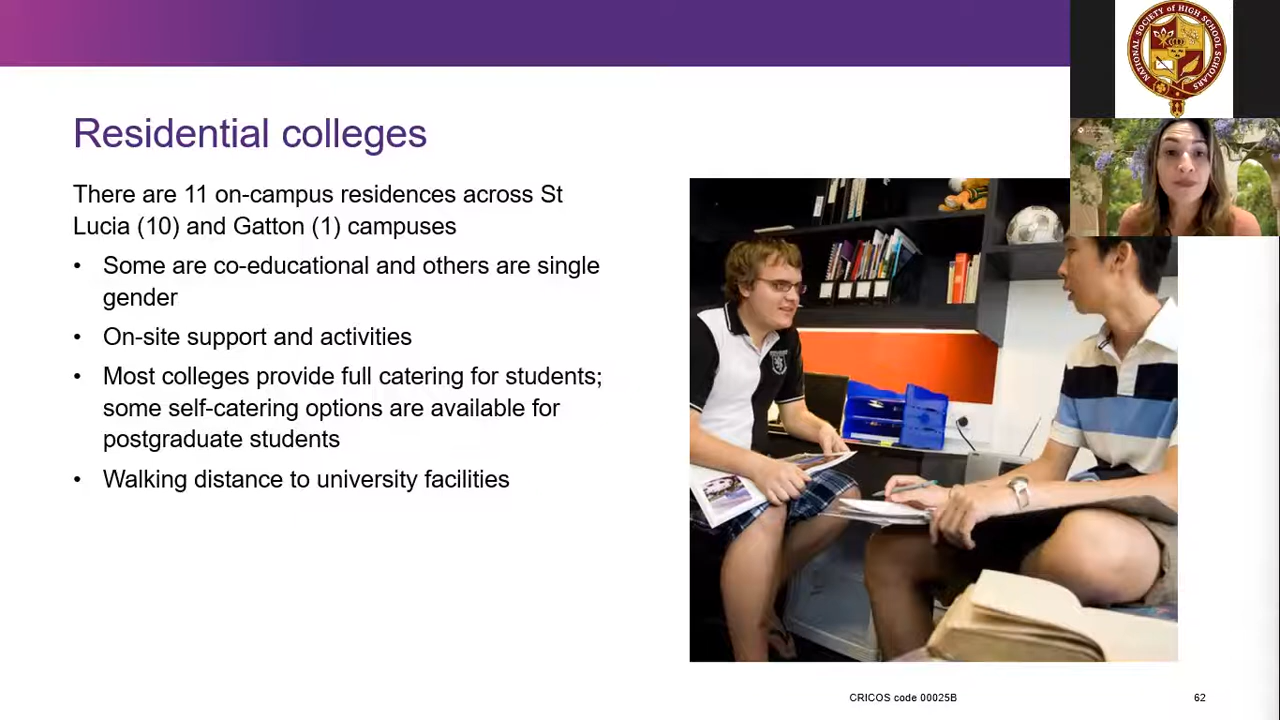 NATIONAL SOCIETY of HIGH SCHOOL SCHOLARS
Residential colleges
There are 11 on-campus residences across St
Lucia (10) and Gatton (1) campuses
• Some are co-educational and others are single
gender
• On-site support and activities
• Most colleges provide full catering for students;
some self-catering options are available for
postgraduate students
• Walking distance to university facilities
CRICOS code 00025B
62